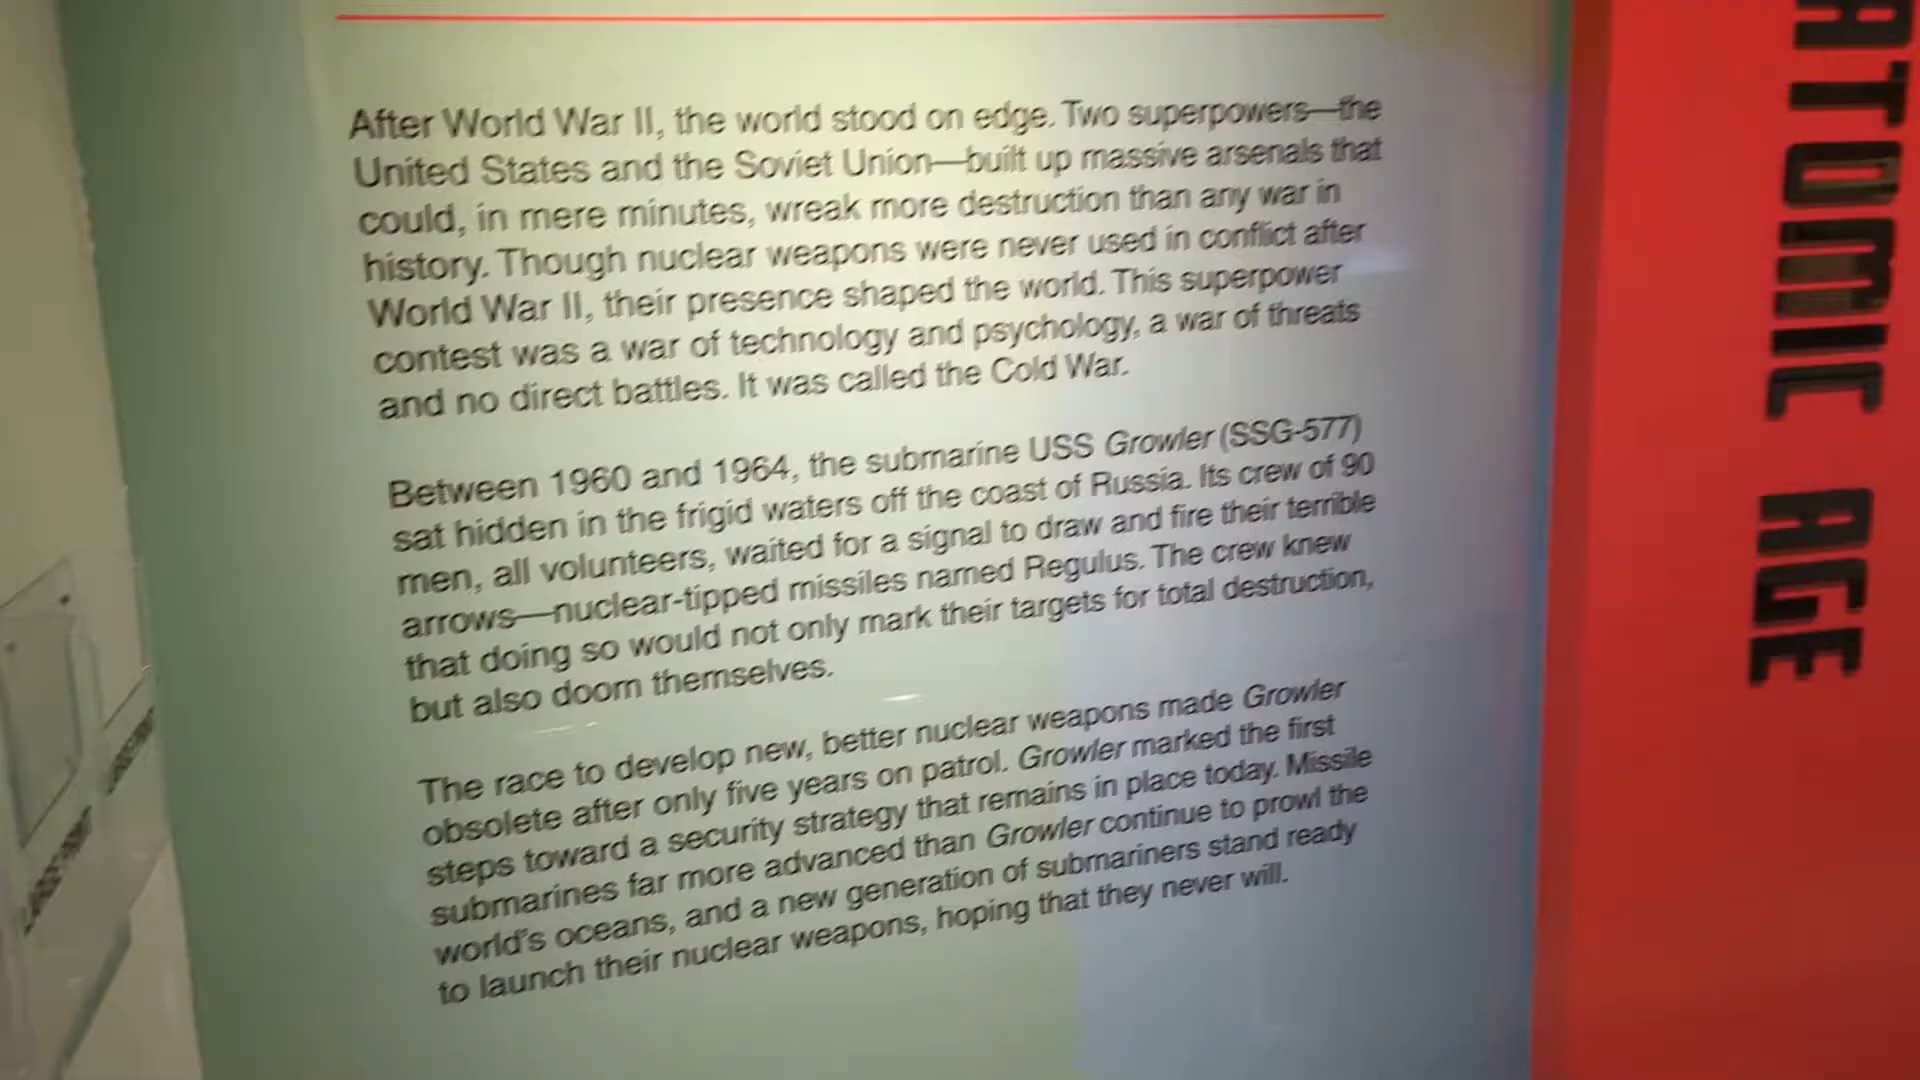 After World War II, the world stood on edge. Two superpowers—the
United States and the Soviet Union—built up massive arsenals that
could, in mere minutes, wreak more destruction than any war in
history. Though nuclear weapons were never used in conflict after
World War II, their presence shaped the world. This superpower
contest was a war of technology and psychology, a war of threats
and no direct battles. It was called the Cold War.
Between 1960 and 1964, the submarine USS Growler (SSG-577)
sat hidden in the frigid waters off the coast of Russia. Its crew of 90
men, all volunteers, waited for a signal to draw and fire their terrible
arrows—nuclear-tipped missiles named Regulus. The crew knew
that doing so would not only mark their targets for total destruction,
but also doom themselves.
The race to develop new, better nuclear weapons made Growler
obsolete after only five years on patrol. Growler marked the first
steps toward a security strategy that remains in place today. Missile
submarines far more advanced than Growler continue to prowl the
world's oceans, and a new generation of submariners stand ready
to launch their nuclear weapons, hoping that they never will.
ATOMIC AGE